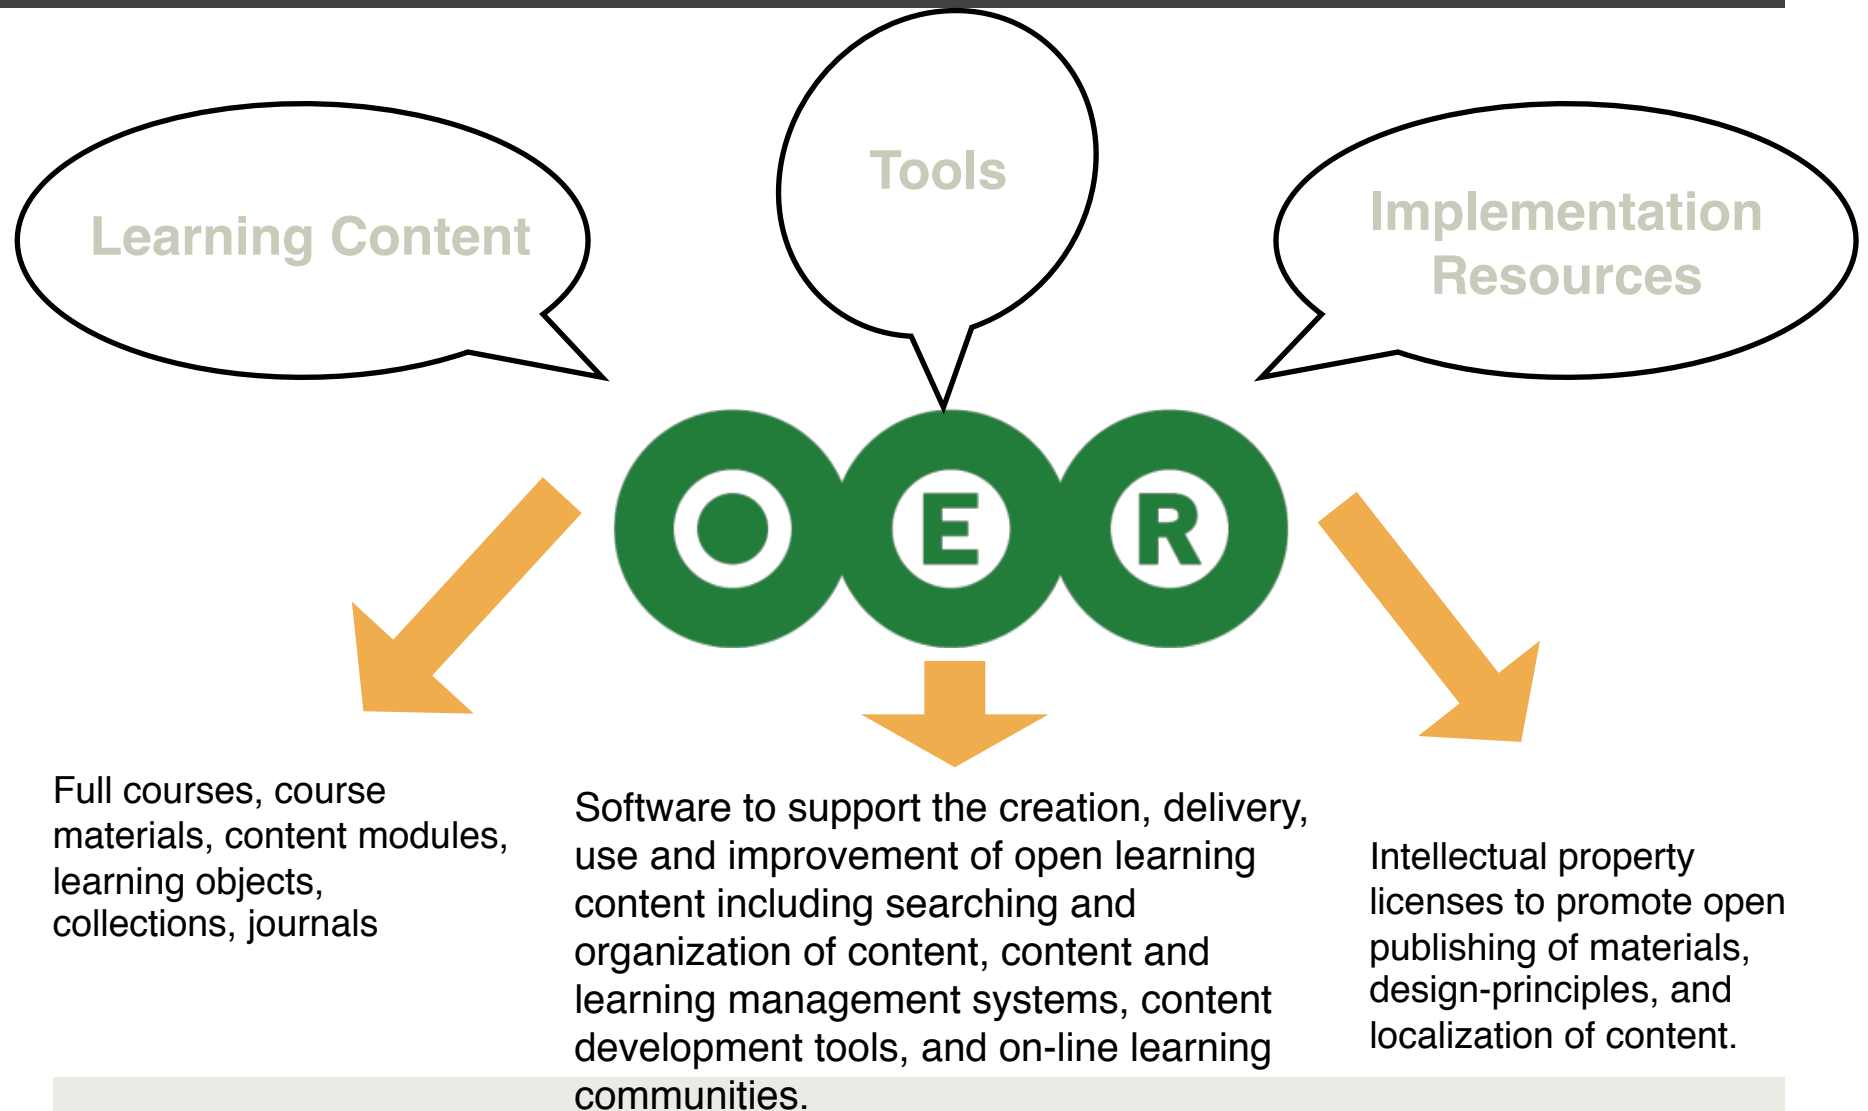 Tools
Learning Content
Implementation
Resources
OER
Full courses, course
materials, content modules,
learning objects,
collections, journals
Software to support the creation, delivery,
use and improvement of open learning
content including searching and
organization of content, content and
learning management systems, content
development tools, and on-line learning
communities.
Intellectual property
licenses to promote open
publishing of materials,
design-principles, and
localization of content.